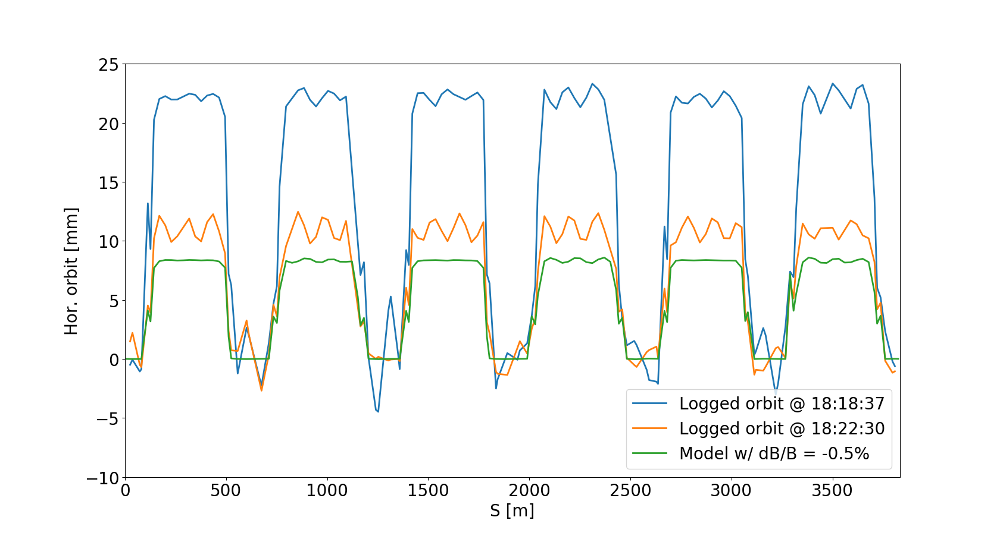 25
20
15
10
5
0
−5
−10
Hor. orbit [mm]
0 500 1000 1500 2000 2500 3000 3500
S [m]
Logged orbit @ 18:18:37
Logged orbit @ 18:22:30
Model w/ dB/B = -0.5%